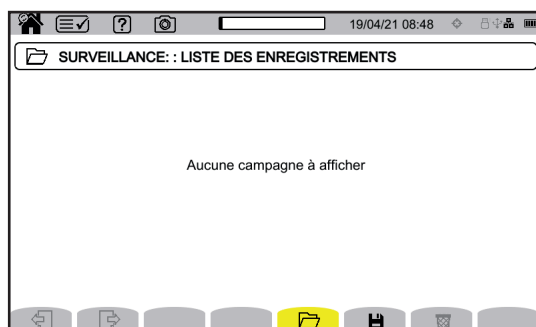 19/04/21 08:48
SURVEILLANCE: : LISTE DES ENREGISTREMENTS
Aucune campagne à afficher